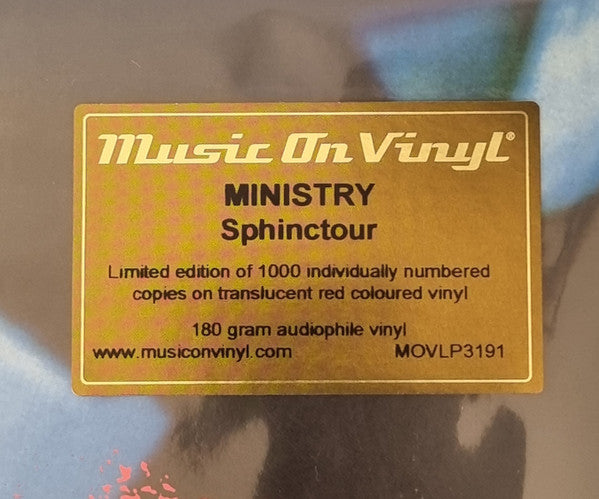 Music On Vinyl®
MINISTRY
Sphinctour
Limited edition of 1000 individually numbered
copies on translucent red coloured vinyl
180 gram audiophile vinyl
www.musiconvinyl.com MOVLP3191